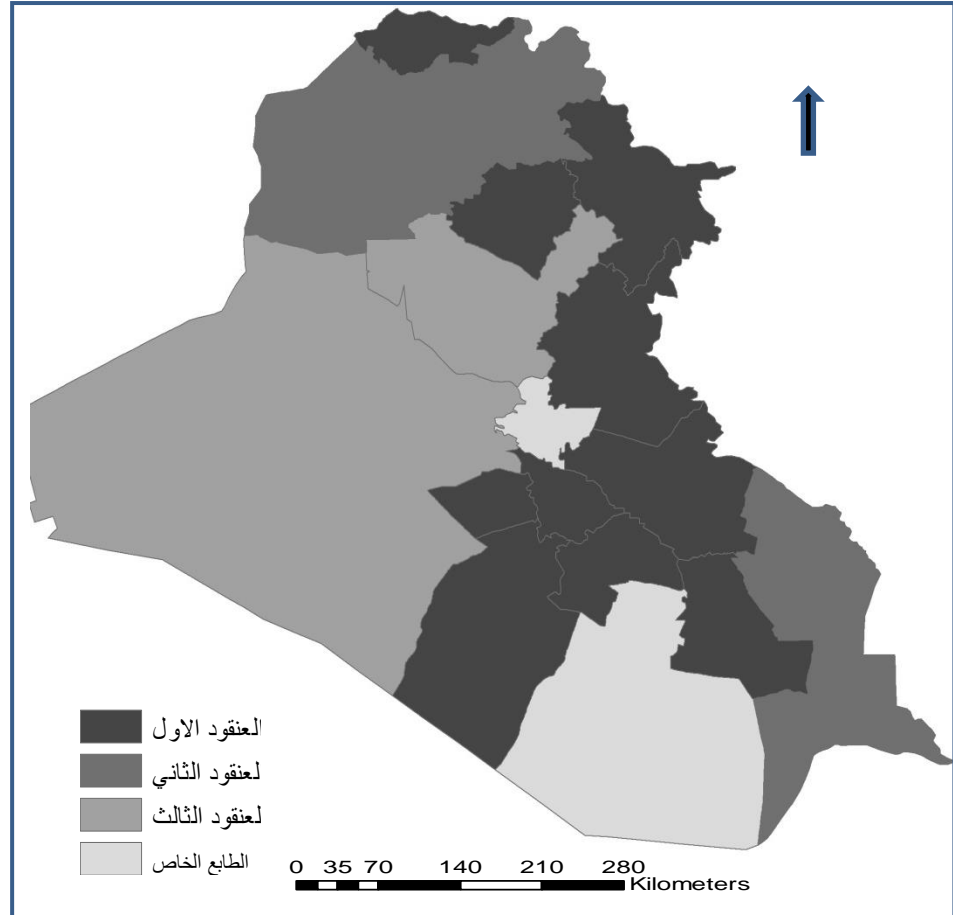 العنقود الاول
لعنقود الثاني
لعنقود الثالث
الطابع الخاص
0 35 70 140 210 280
Kilometers